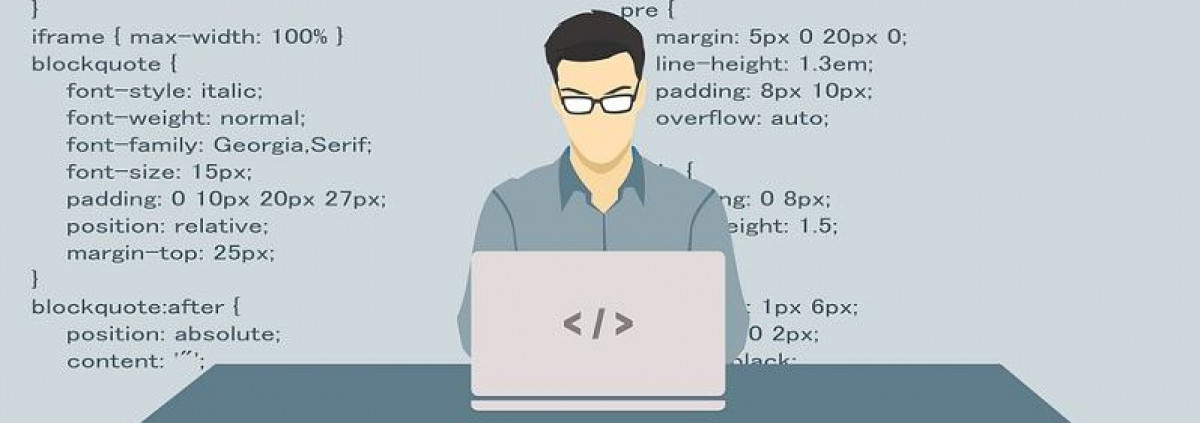 }
iframe { max-width: 100% }
blockquote {
font-style: italic;
font-weight: normal;
font-family: Georgia,Serif;
font-size: 15px;
padding: 0 10px 20px 27px;
position: relative;
margin-top: 25px;
}
blockquote:after {
position: absolute;
content: '"';
pre {
margin: 5px 0 20px 0;
line-height: 1.3em;
padding: 8px 10px;
overflow: auto;
{
0 8px;
1.5;
1px 6px;
0 2px;
</>